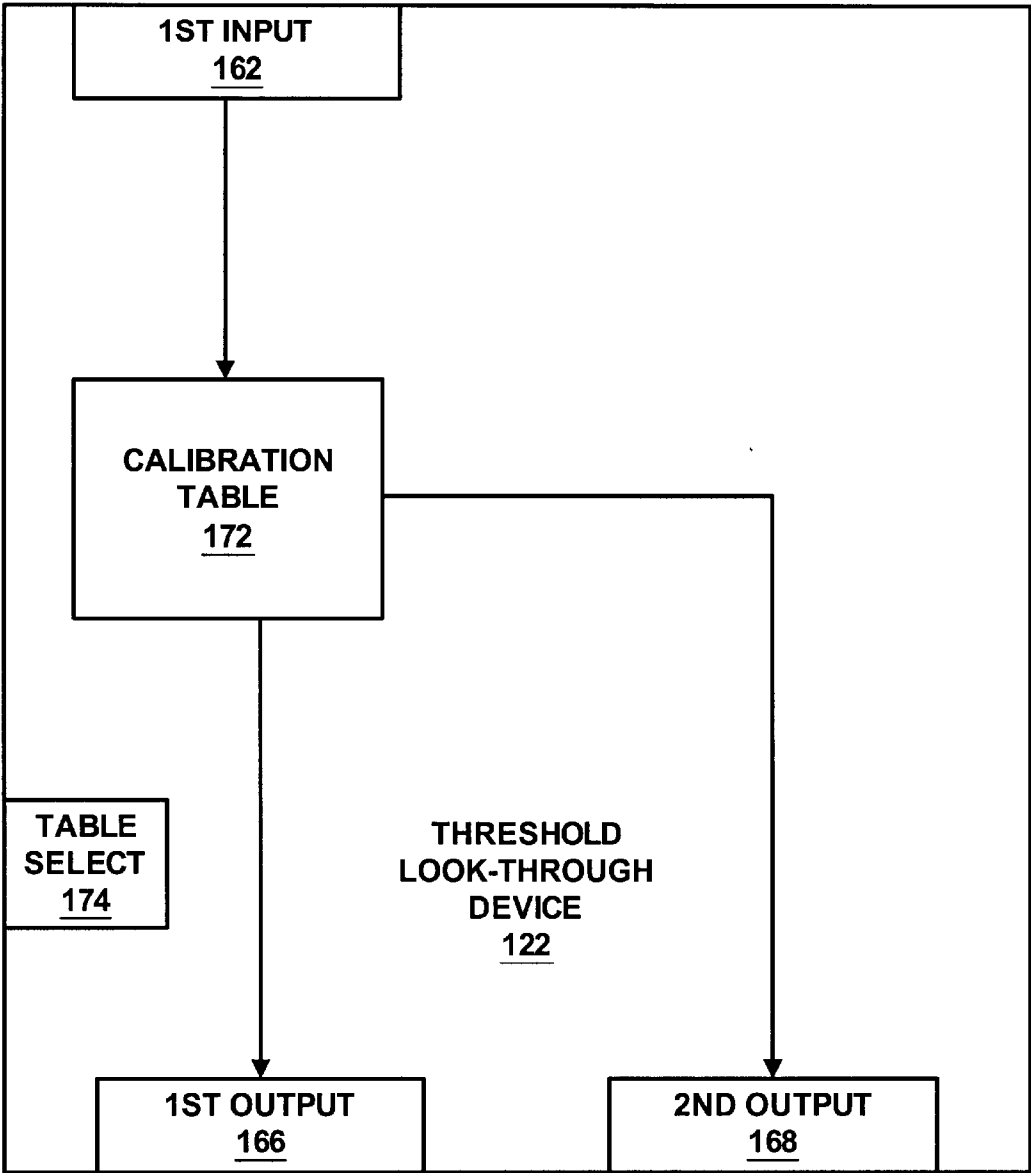 1ST INPUT
162
CALIBRATION
TABLE
172
TABLE
SELECT
174
THRESHOLD
LOOK-THROUGH
DEVICE
122
1ST OUTPUT
166
2ND OUTPUT
168